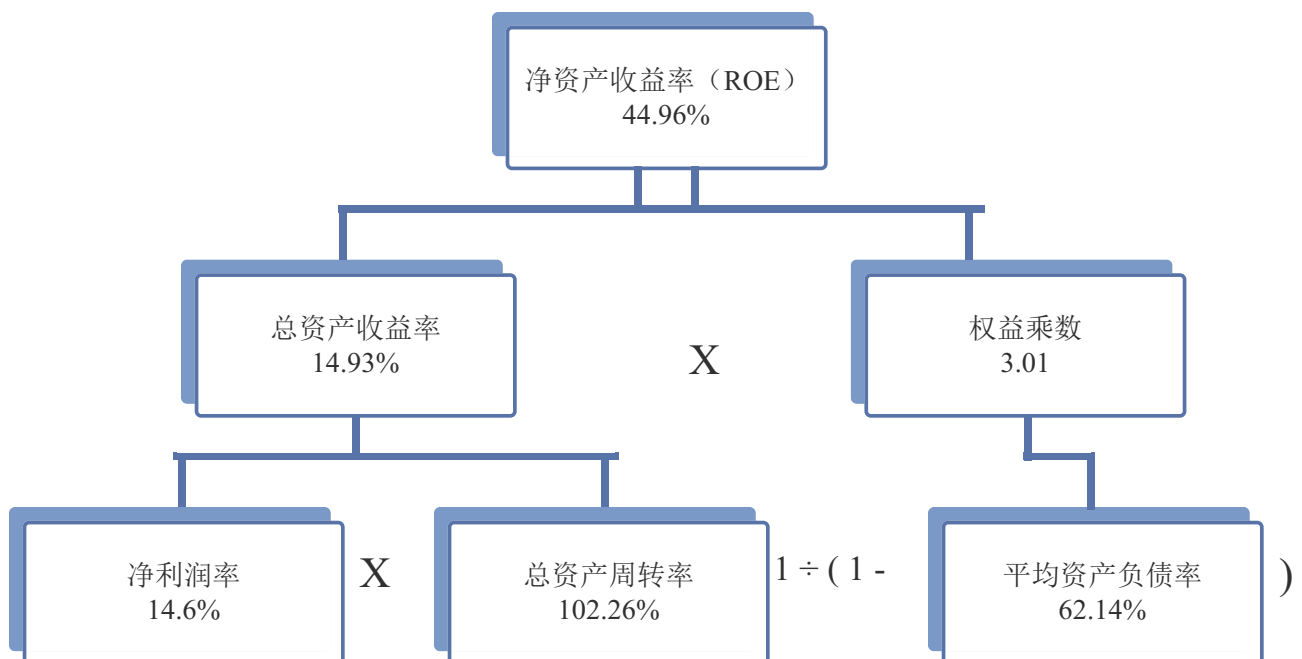 净资产收益率（ROE）
44.96%
总资产收益率
14.93%
X
权益乘数
3.01
净利润率
14.6%
X
总资产周转率
102.26%
1 ÷ ( 1 -
平均资产负债率
62.14%
)